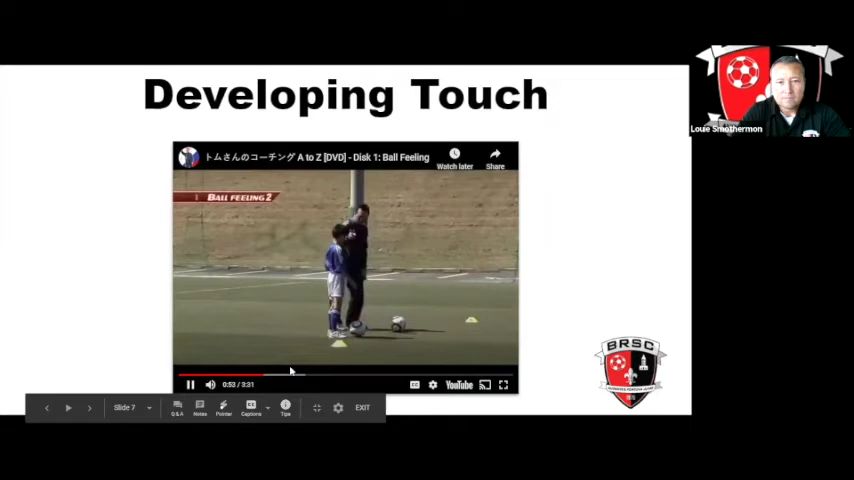 Developing Touch
Louie Smothermon
トムさんのコーチング A to Z [DVD] - Disk 1: Ball Feeling
Watch later
Share
1 BALL FEELING 2
0:53 / 3:31
YouTube
BRSC
Slide 7
Q&A
Notes
Pointer
Captions
Tips
EXIT